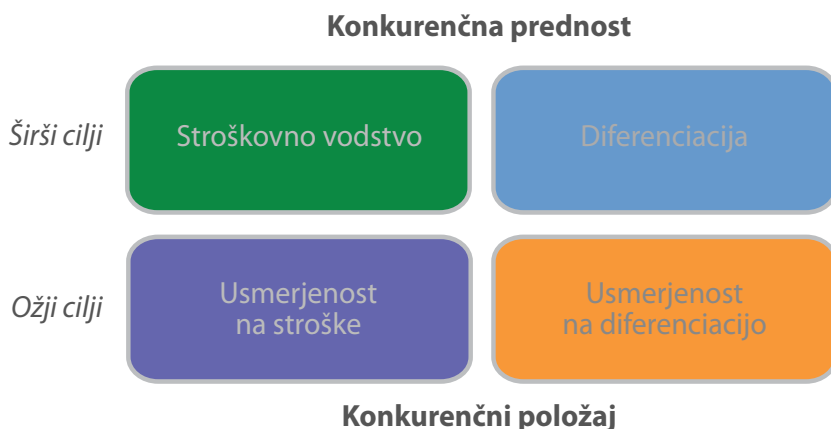 Konkurenčna prednost
Širši cilji
Stroškovno vodstvo
Diferenciacija
Ožji cilji
Usmerjenost
na stroške
Usmerjenost
na diferenciacijo
Konkurenčni položaj